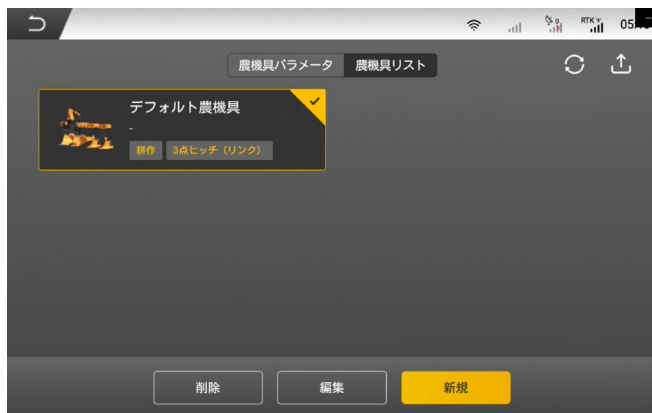 RTK
農機具パラメータ 農機具リスト
デフォルト農機具
-
耕作 3点ヒッチ（リンク）
削除 編集 新規